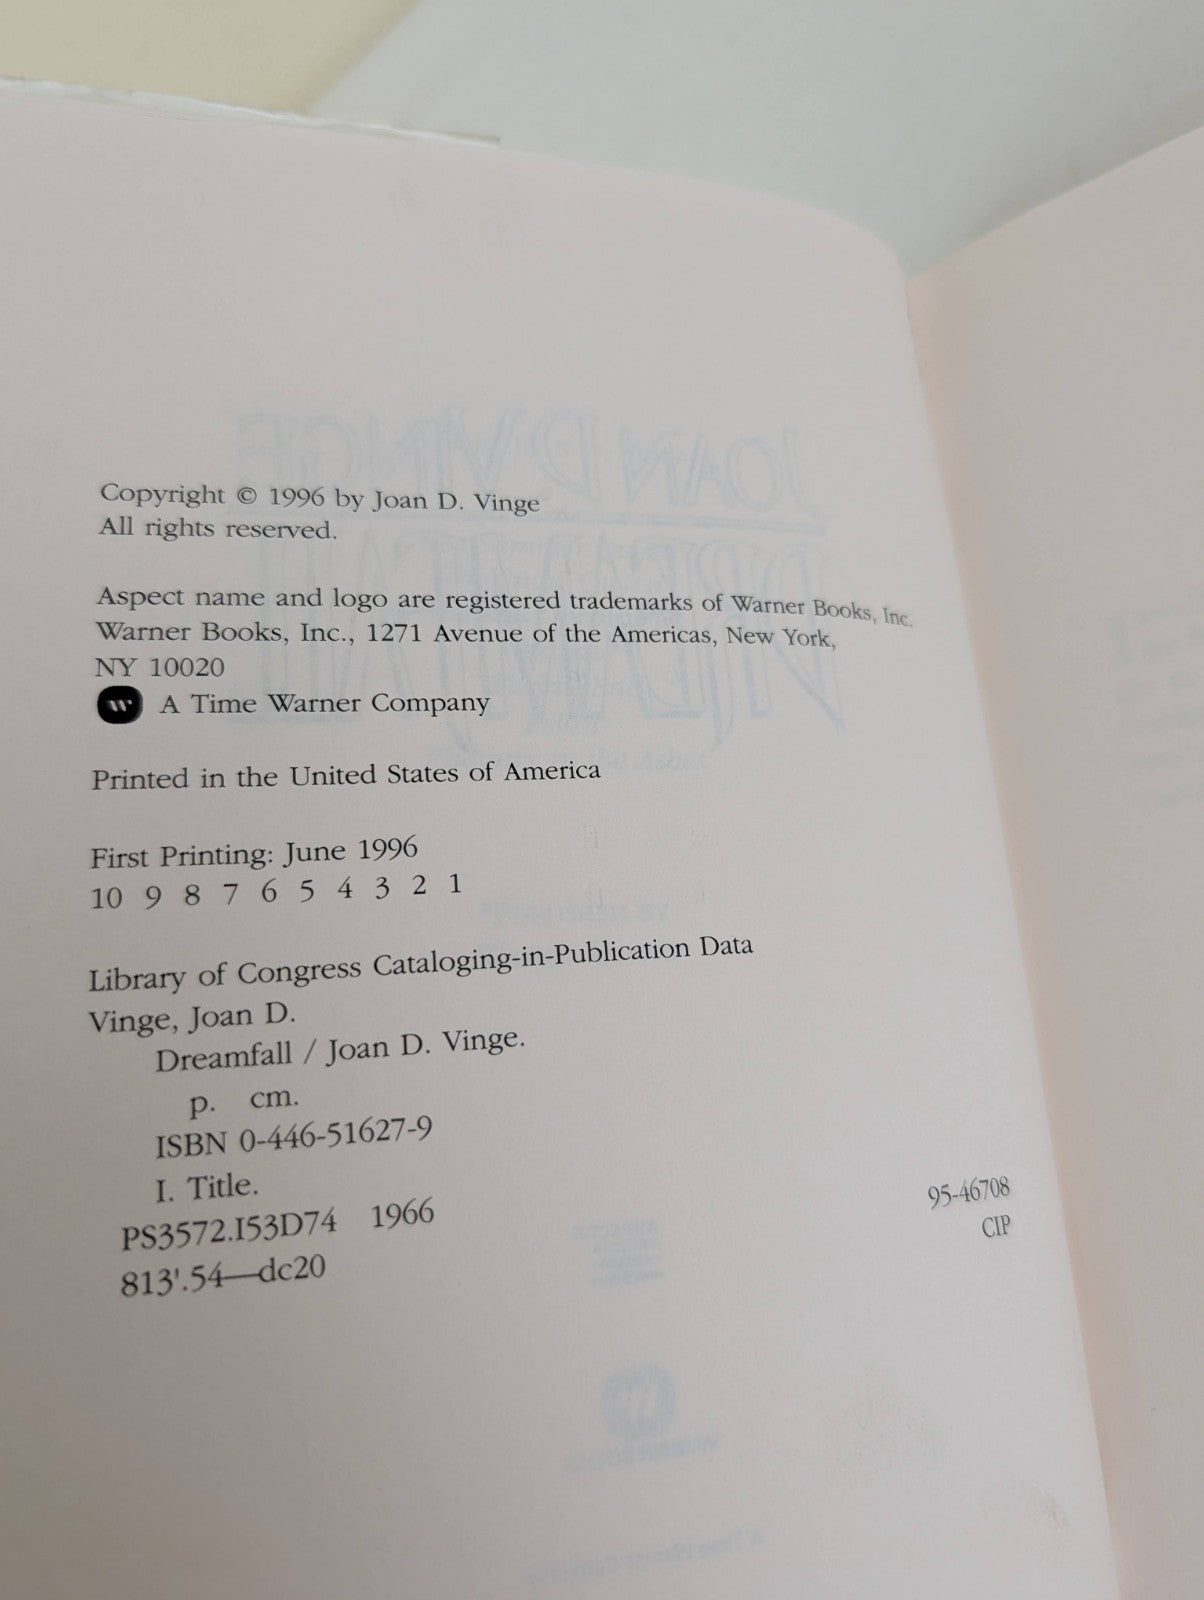 Copyright © 1996 by Joan D. Vinge
All rights reserved.
Aspect name and logo are registered trademarks of Warner Books, Inc.
Warner Books, Inc., 1271 Avenue of the Americas, New York,
NY 10020
W A Time Warner Company
Printed in the United States of America
First Printing: June 1996
10 9 8 7 6 5 4 3 2 1
Library of Congress Cataloging-in-Publication Data
Vinge, Joan D.
Dreamfall / Joan D. Vinge.
p. cm.
ISBN 0-446-51627-9
I. Title.
PS3572.I53D74 1966
813'.54—dc20
95-46708
CIP